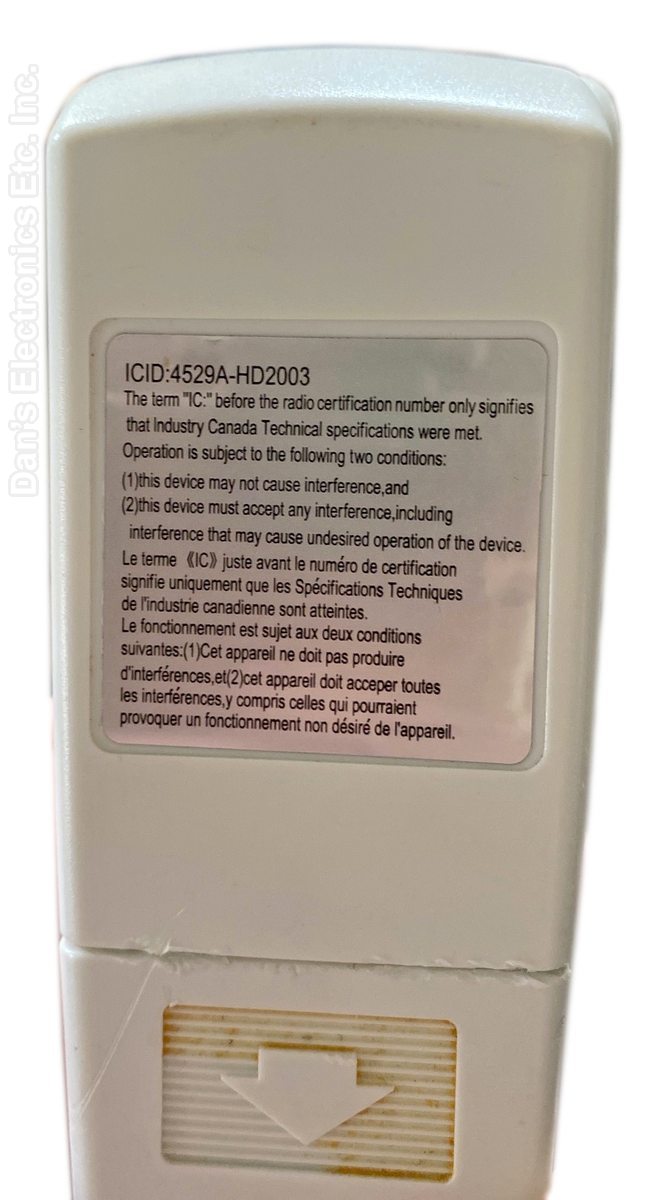 Dan's Electronics Etc. Inc.
ICID:4529A-HD2003
The term "IC:" before the radio certification number only signifies
that Industry Canada Technical specifications were met.
Operation is subject to the following two conditions:
(1)this device may not cause interference,and
(2)this device must accept any interference,including
interference that may cause undesired operation of the device.
Le terme 《IC》 juste avant le numéro de certification
signifie uniquement que les Spécifications Techniques
de l'industrie canadienne sont atteintes.
Le fonctionnement est sujet aux deux conditions
suivantes:(1)Cet appareil ne doit pas produire
d'interférences,et(2)cet appareil doit acceper toutes
les interférences,y compris celles qui pourraient
provoquer un fonctionnement non désiré de l'appareil.